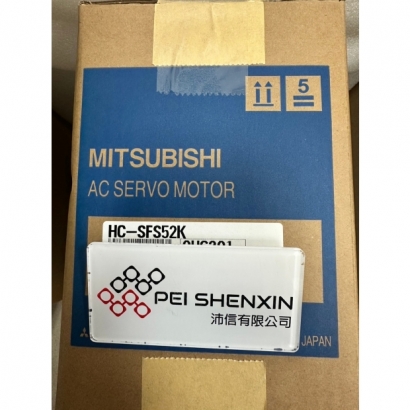 5
MITSUBISHI
AC SERVO MOTOR
HC-SFS52K
PEI SHENXIN
沛信有限公司
JAPAN